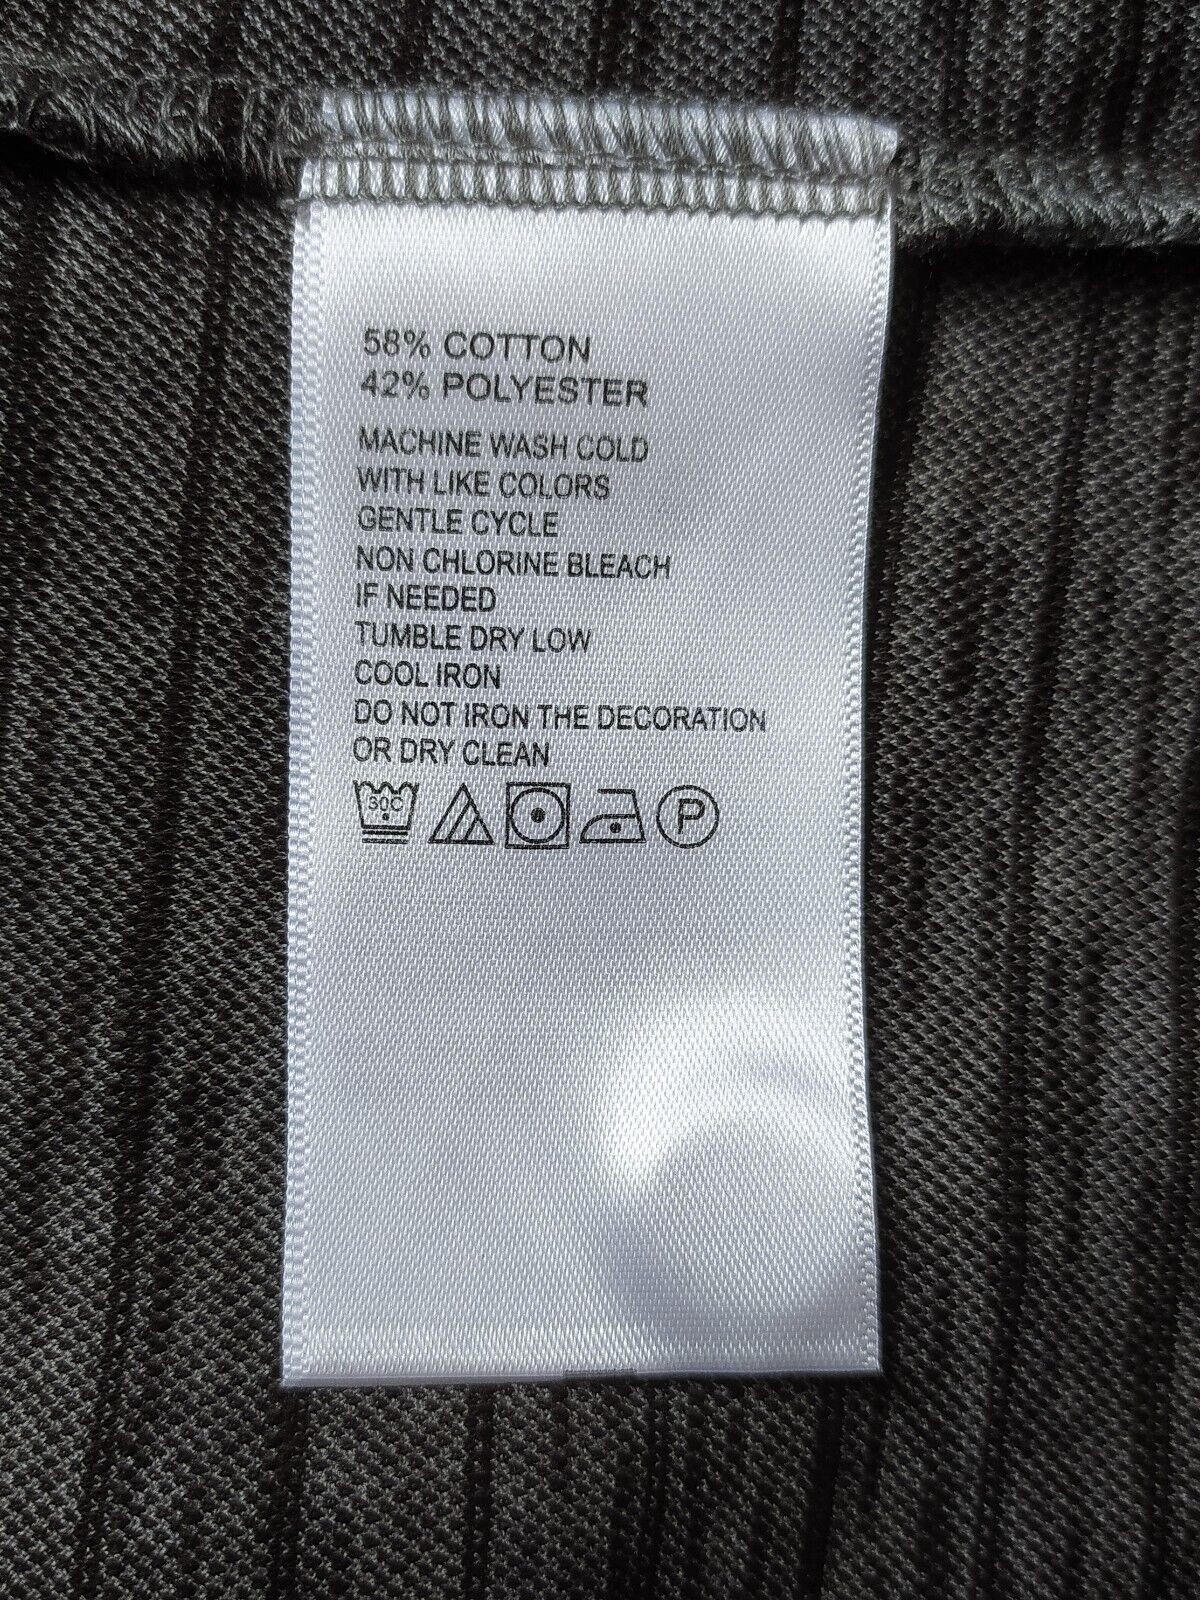 58% COTTON
42% POLYESTER
MACHINE WASH COLD
WITH LIKE COLORS
GENTLE CYCLE
NON CHLORINE BLEACH
IF NEEDED
TUMBLE DRY LOW
COOL IRON
DO NOT IRON THE DECORATION
OR DRY CLEAN
30C P